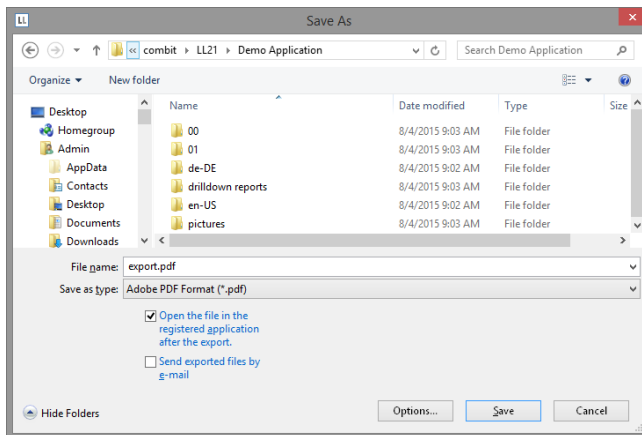 LL Save As
« combit LL21 Demo Application Search Demo Application
Organize New folder
Name Date modified Type Size
Desktop
Homegroup
Admin
AppData
Contacts
Desktop
Documents
Downloads
00 8/4/2015 9:03 AM File folder
01 8/4/2015 9:03 AM File folder
de-DE 8/4/2015 9:02 AM File folder
drilldown reports 8/4/2015 9:03 AM File folder
en-US 8/4/2015 9:02 AM File folder
pictures 8/4/2015 9:03 AM File folder
File name: export.pdf
Save as type: Adobe PDF Format (*.pdf)
Open the file in the
registered application
after the export.
Send exported files by
e-mail
Hide Folders Options... Save Cancel